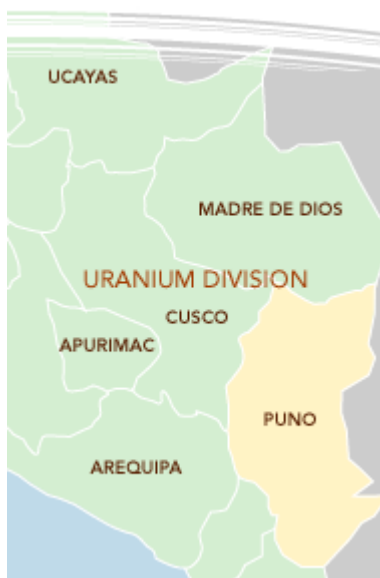 UCAYAS
MADRE DE DIOS
URANIUM DIVISION
CUSCO
APURIMAC
PUNO
AREQUIPA